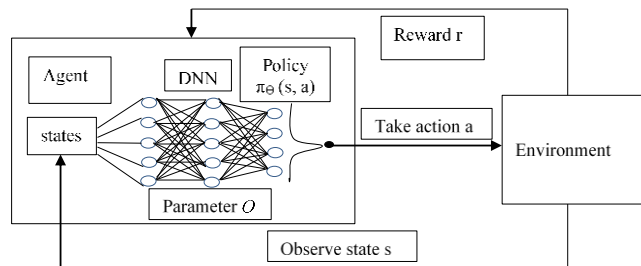 Reward r
Agent
DNN
Policy
πΘ (s, a)
states
Take action a
Environment
Parameter O
Observe state s